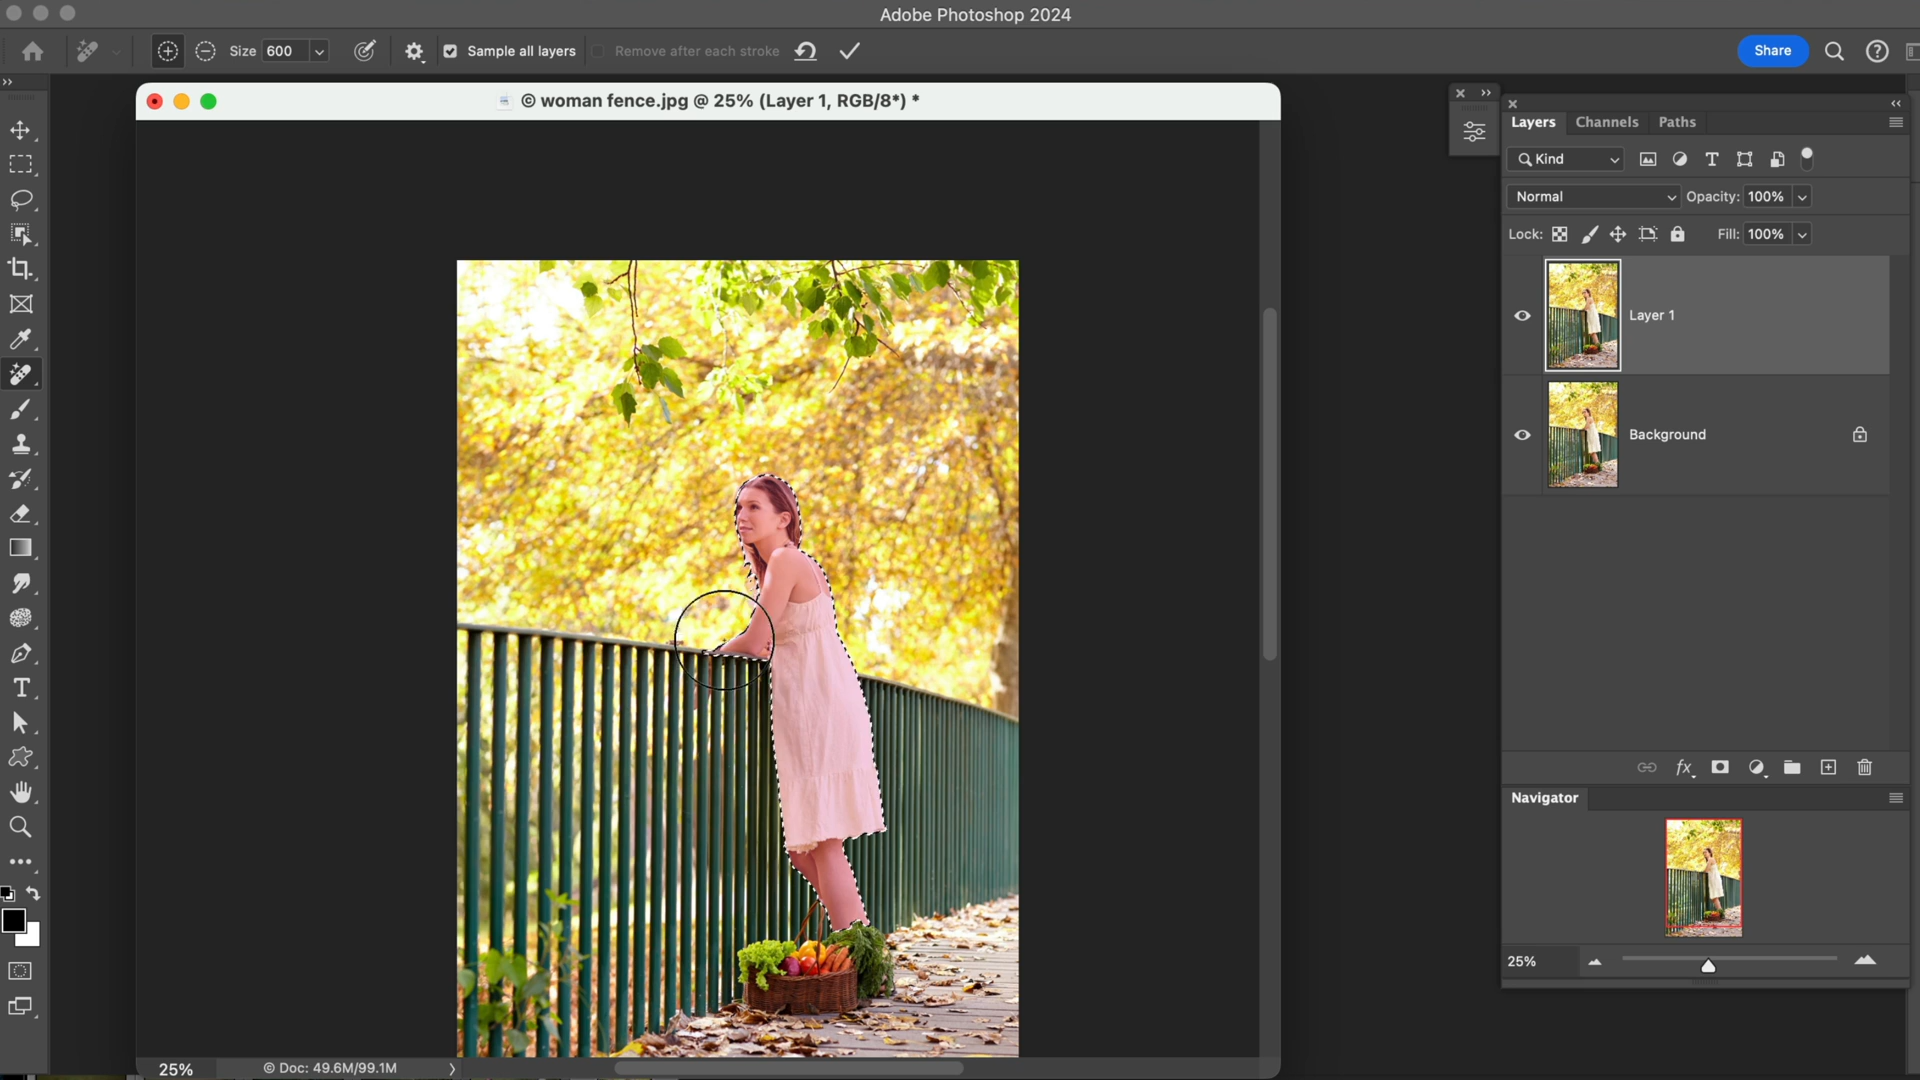 Adobe Photoshop 2024
Size 600 Sample all layers Remove after each stroke Share
© woman fence.jpg @ 25% (Layer 1, RGB/8*) *
Layers Channels Paths
Kind
Normal Opacity: 100%
Lock: Fill: 100%
Layer 1
Background
fx
Navigator
25%
25% © Doc: 49.6M/99.1M